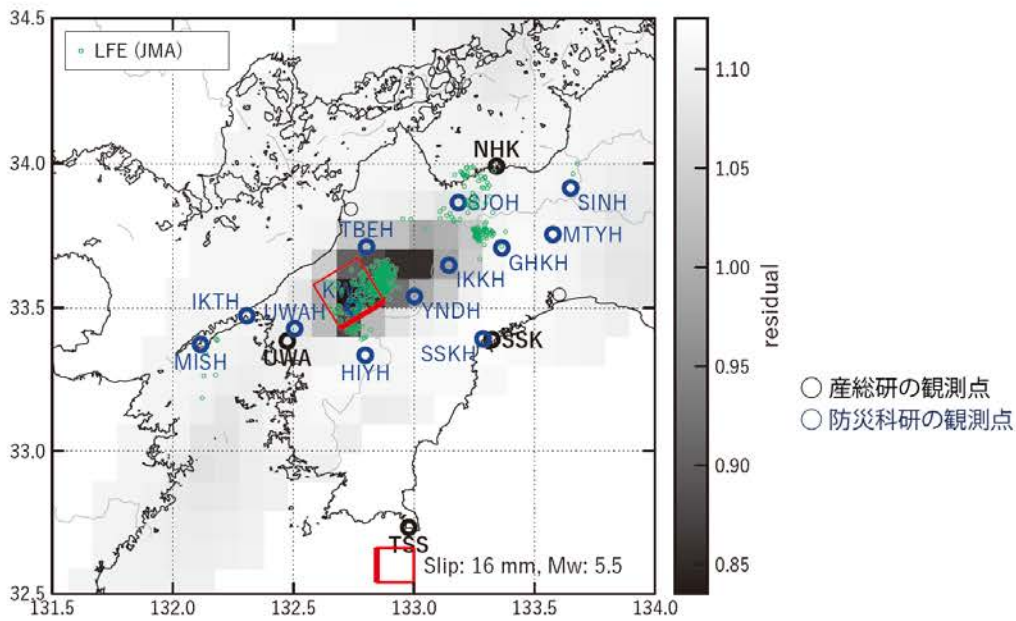 34.5
34.0
33.5
33.0
32.5
131.5
132.0
132.5
133.0
133.5
134.0
LFE (JMA)
NHK
SJOH
SINH
TBEH
MTYH
GHKH
IKKH
K
IKTH
UWAH
YNDH
MISH
UWA
SSKH
SSK
HIYH
TSS
Slip: 16 mm, Mw: 5.5
1.10
1.05
1.00
0.95
0.90
0.85
residual
産総研の観測点
防災科研の観測点